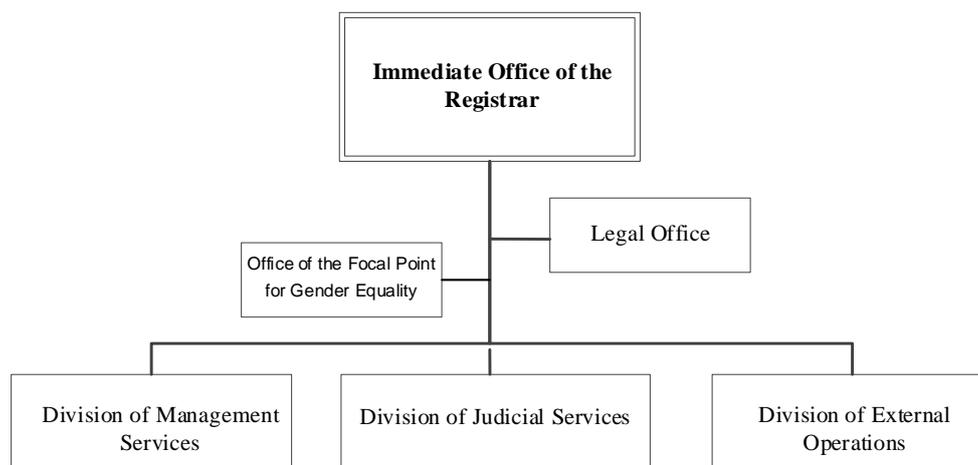 Immediate Office of the
Registrar
Legal Office
Office of the Focal Point
for Gender Equality
Division of Management
Services
Division of Judicial Services
Division of External
Operations